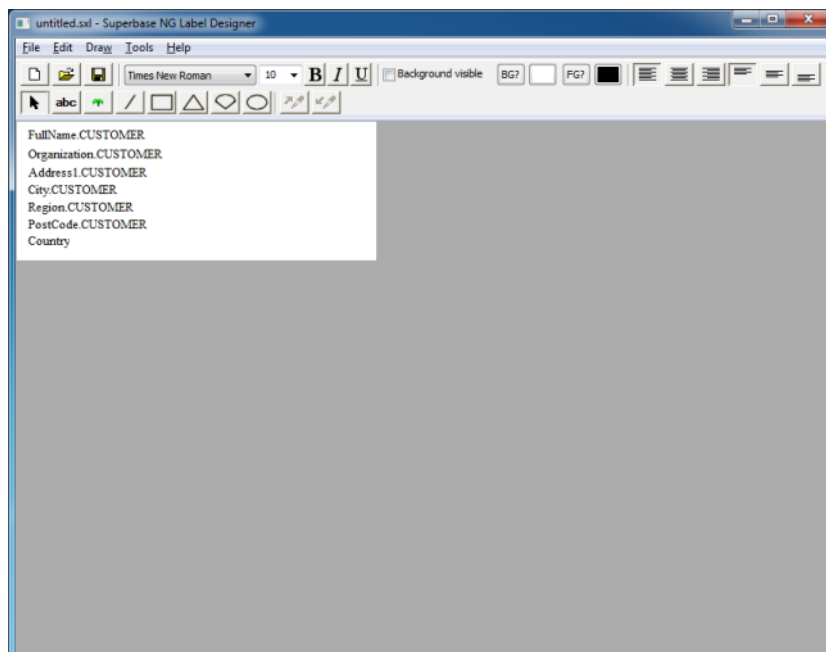 untitled.sxl - Superbase NG Label Designer
File Edit Draw Tools Help
Times New Roman 10 B I U Background visible BG? FG?
abc
FullName.CUSTOMER
Organization.CUSTOMER
Address1.CUSTOMER
City.CUSTOMER
Region.CUSTOMER
PostCode.CUSTOMER
Country